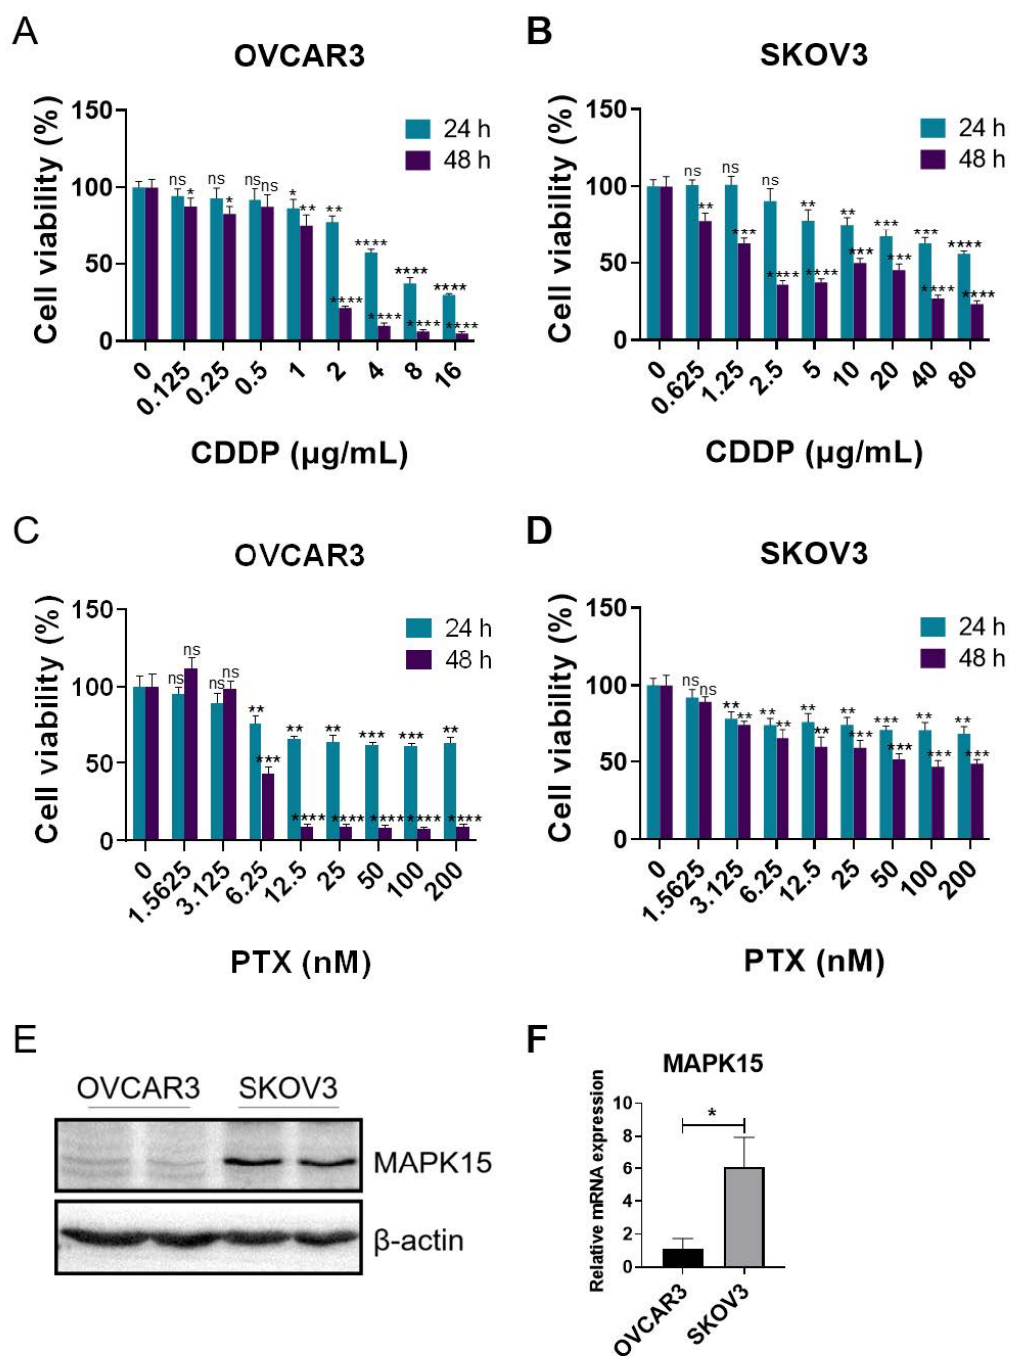 A
OVCAR3
Cell viability (%)
150
100
50
0
24 h
48 h
ns
*
ns
*
ns
ns
*
**
**
****
****
****
****
****
****
****
0
0.125
0.25
0.5
1
2
4
8
16
CDDP (µg/mL)
B
SKOV3
Cell viability (%)
150
100
50
0
24 h
48 h
ns
**
ns
***
ns
****
**
****
**
***
***
***
***
****
****
****
0
0.625
1.25
2.5
5
10
20
40
80
CDDP (µg/mL)
C
OVCAR3
Cell viability (%)
150
100
50
0
24 h
48 h
ns
ns
ns
ns
**
***
**
****
**
****
***
****
***
****
**
****
0
1.5625
3.125
6.25
12.5
25
50
100
200
PTX (nM)
D
SKOV3
Cell viability (%)
150
100
50
0
24 h
48 h
ns
ns
**
**
**
**
**
**
**
***
***
***
**
***
**
***
0
1.5625
3.125
6.25
12.5
25
50
100
200
PTX (nM)
E
OVCAR3 SKOV3
MAPK15
β-actin
F
MAPK15
Relative mRNA expression
10
8
6
4
2
0
*
OVCAR3
SKOV3